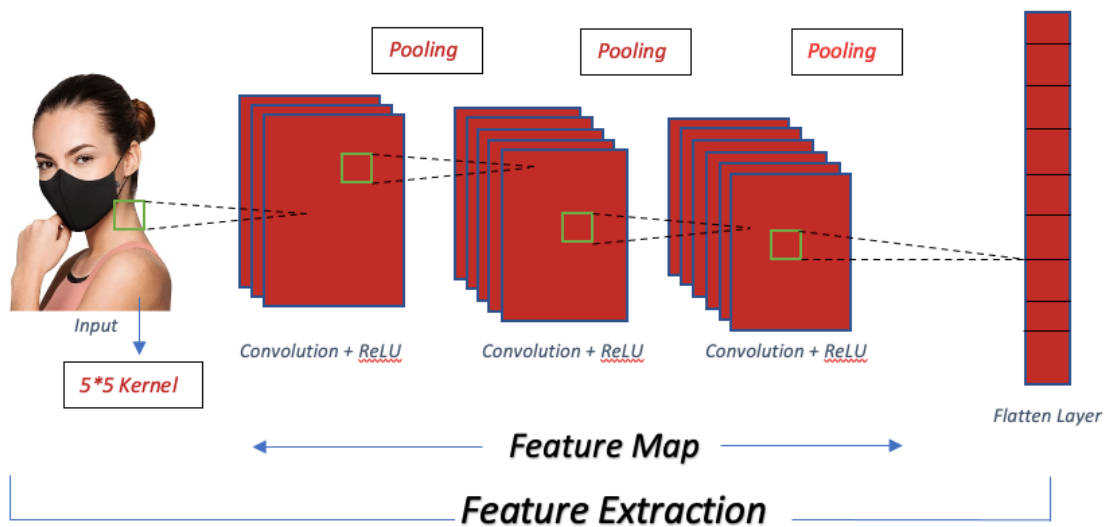 Pooling
Pooling
Pooling
Input
5*5 Kernel
Convolution + ReLU
Convolution + ReLU
Convolution + ReLU
Flatten Layer
Feature Map
Feature Extraction